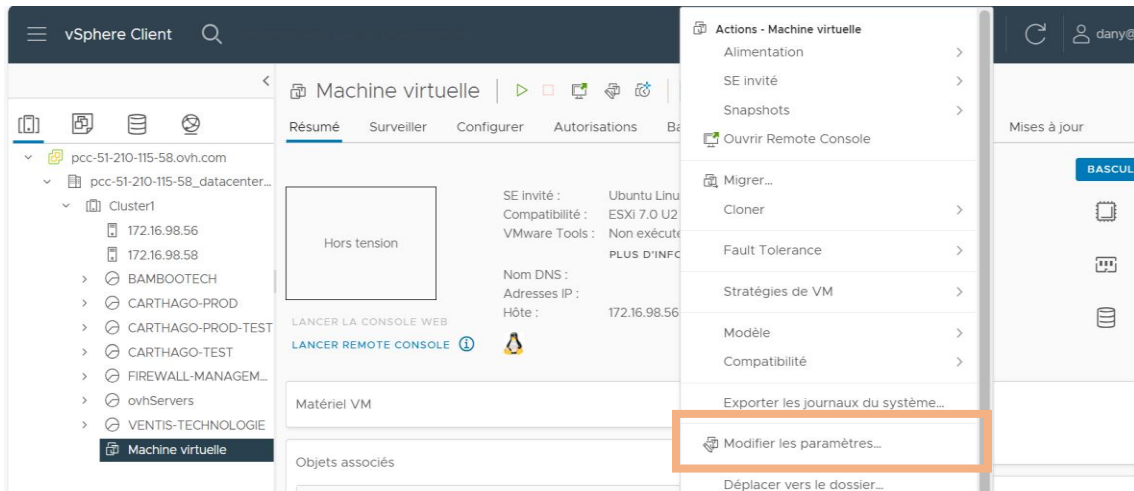 vSphere Client
Machine virtuelle
Résumé Surveiller Configurer Autorisations
pcc-51-210-115-58.ovh.com
pcc-51-210-115-58_datacenter...
Cluster1
172.16.98.56
172.16.98.58
BAMBOOTECH
CARTHAGO-PROD
CARTHAGO-PROD-TEST
CARTHAGO-TEST
FIREWALL-MANAGEM...
ovhServers
VENTIS-TECHNOLOGIE
Machine virtuelle
Hors tension
LANCER LA CONSOLE WEB
LANCER REMOTE CONSOLE
SE invité : Ubuntu Linu
Compatibilité : ESXi 7.0 U2
VMware Tools : Non exécuté
PLUS D'INFO
Nom DNS :
Adresses IP :
Hôte : 172.16.98.56
Matériel VM
Objets associés
Actions - Machine virtuelle
Alimentation
SE invité
Snapshots
Ouvrir Remote Console
Migrer...
Cloner
Fault Tolerance
Stratégies de VM
Modèle
Compatibilité
Exporter les journaux du système...
Modifier les paramètres...
Déplacer vers le dossier...
dany@
Mises à jour
BASCUL